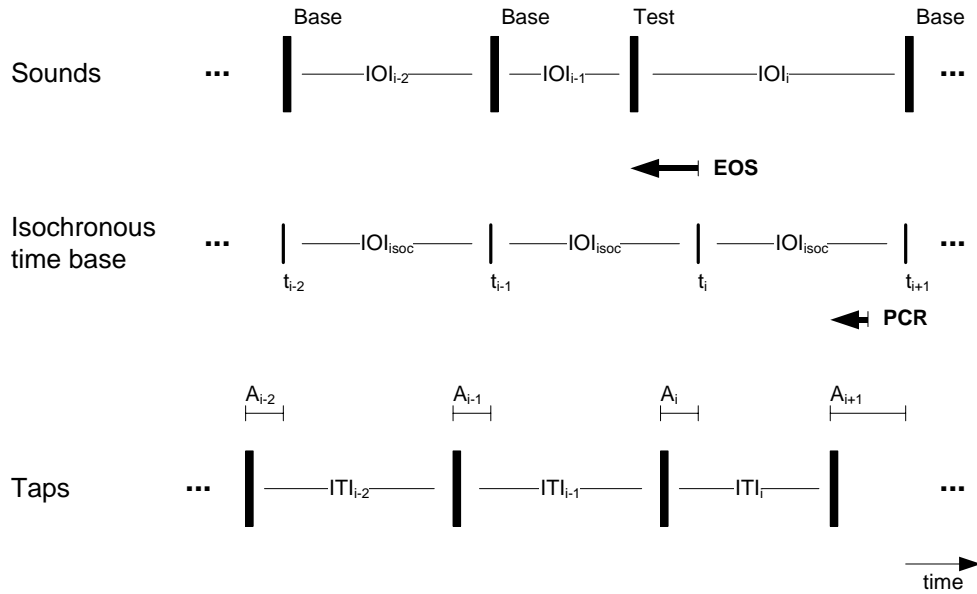 Base Base Test Base
Sounds ... IOIi-2 IOIi-1 IOIi ...
EOS
Isochronous
time base
... IOIisoc IOIisoc IOIisoc ...
ti-2 ti-1 ti ti+1
PCR
Ai-2 Ai-1 Ai Ai+1
Taps ... ITIi-2 ITIi-1 ITIi ...
time